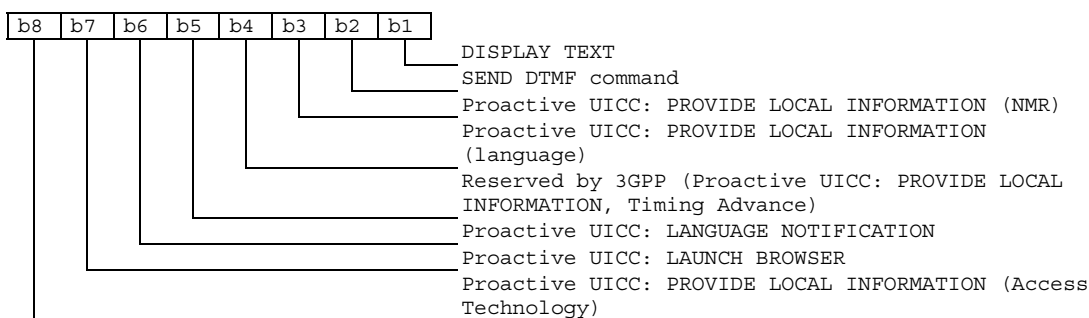 b8 b7 b6 b5 b4 b3 b2 b1
DISPLAY TEXT
SEND DTMF command
Proactive UICC: PROVIDE LOCAL INFORMATION (NMR)
Proactive UICC: PROVIDE LOCAL INFORMATION
(language)
Reserved by 3GPP (Proactive UICC: PROVIDE LOCAL
INFORMATION, Timing Advance)
Proactive UICC: LANGUAGE NOTIFICATION
Proactive UICC: LAUNCH BROWSER
Proactive UICC: PROVIDE LOCAL INFORMATION (Access
Technology)